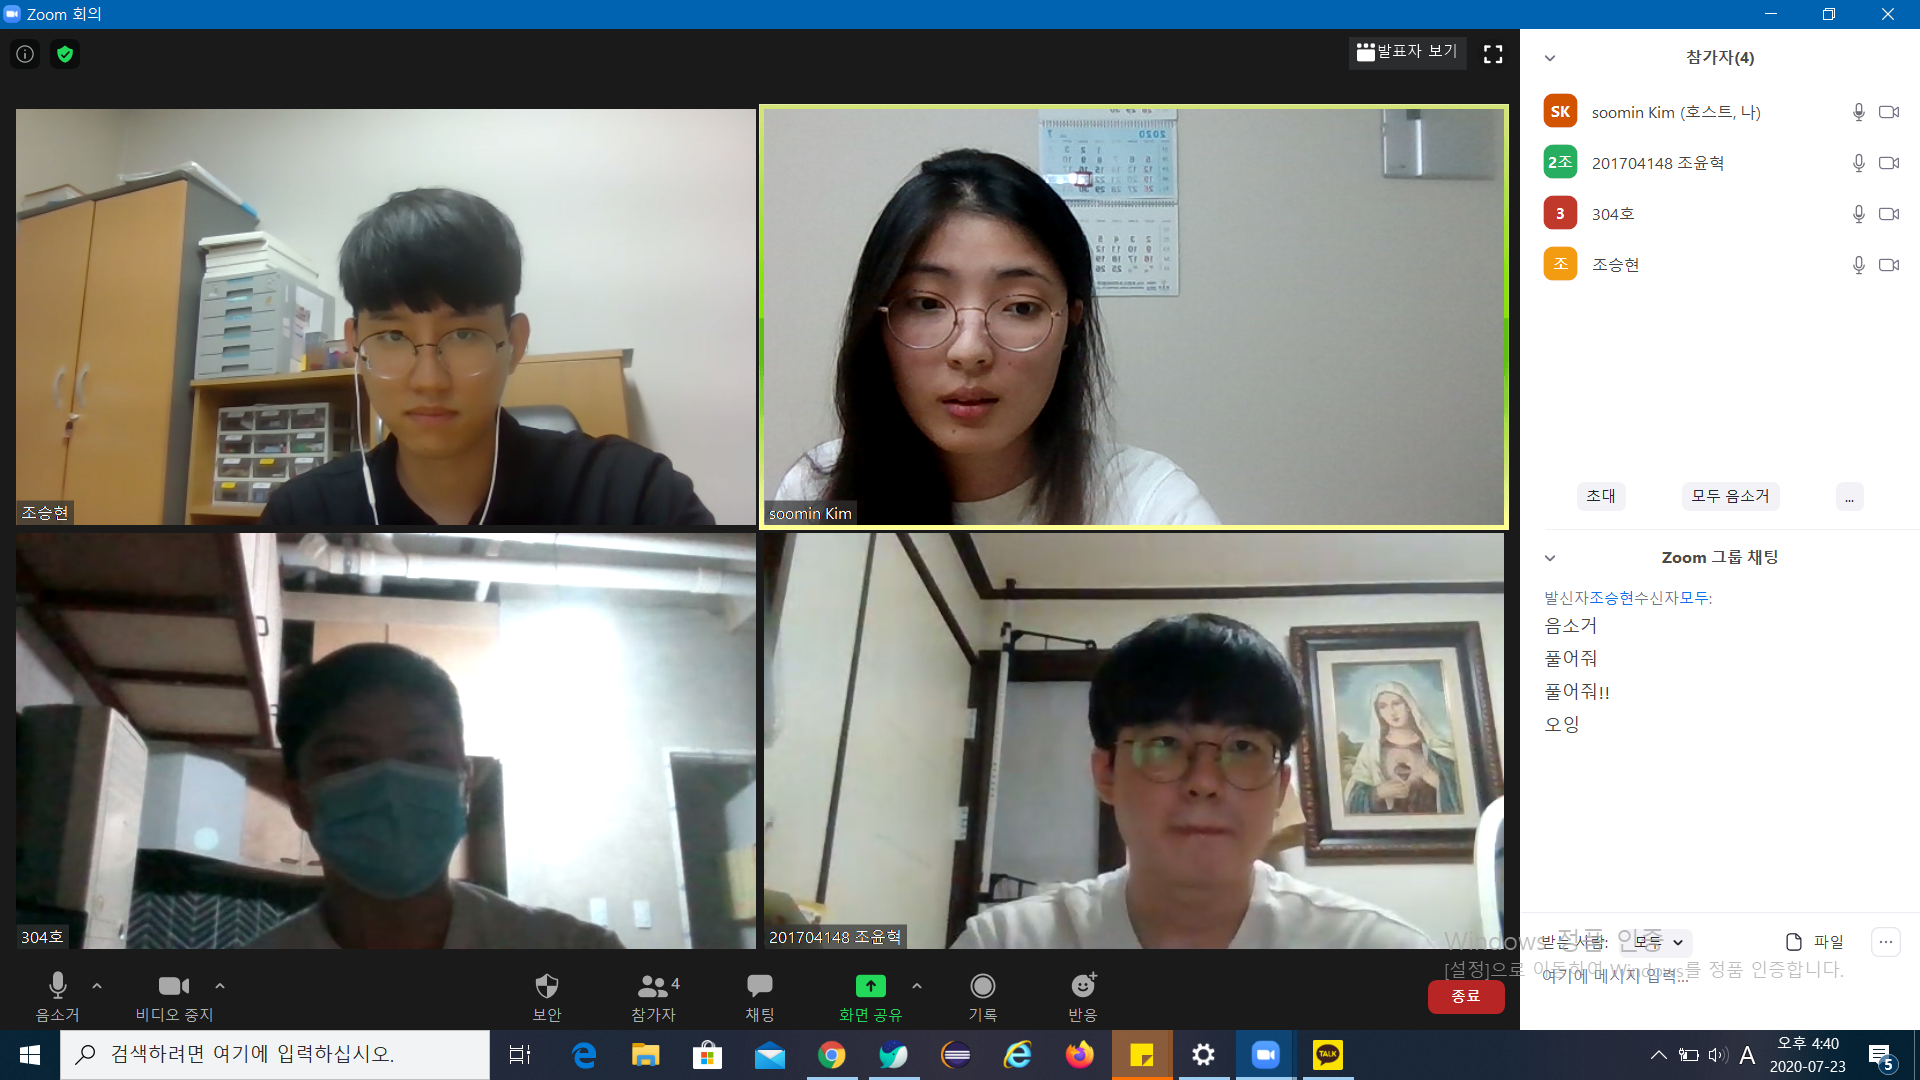 Zoom 회의
발표자 보기
조승현
soomin Kim
304호
201704148 조윤혁
음소거
비디오 중지
보안
참가자
4
채팅
화면 공유
기록
반응
종료
참가자(4)
SK soomin Kim (호스트, 나)
2조 201704148 조윤혁
3 304호
조 조승현
초대
모두 음소거
...
Zoom 그룹 채팅
발신자조승현수신자모두:
음소거
풀어줘
풀어줘!!
오잉
받는 사람: 모두
파일
여기에 메시지 입력...
Windows 정품 인증
[설정]으로 이동하여 Windows를 정품 인증합니다.
검색하려면 여기에 입력하십시오.
TALK
A
오후 4:40
2020-07-23
5
2020
7